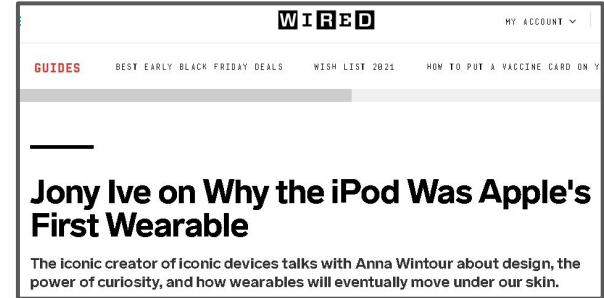 WIRED
MY ACCOUNT
GUIDES BEST EARLY BLACK FRIDAY DEALS WISH LIST 2021 HOW TO PUT A VACCINE CARD ON
Jony Ive on Why the iPod Was Apple's
First Wearable
The iconic creator of iconic devices talks with Anna Wintour about design, the
power of curiosity, and how wearables will eventually move under our skin.